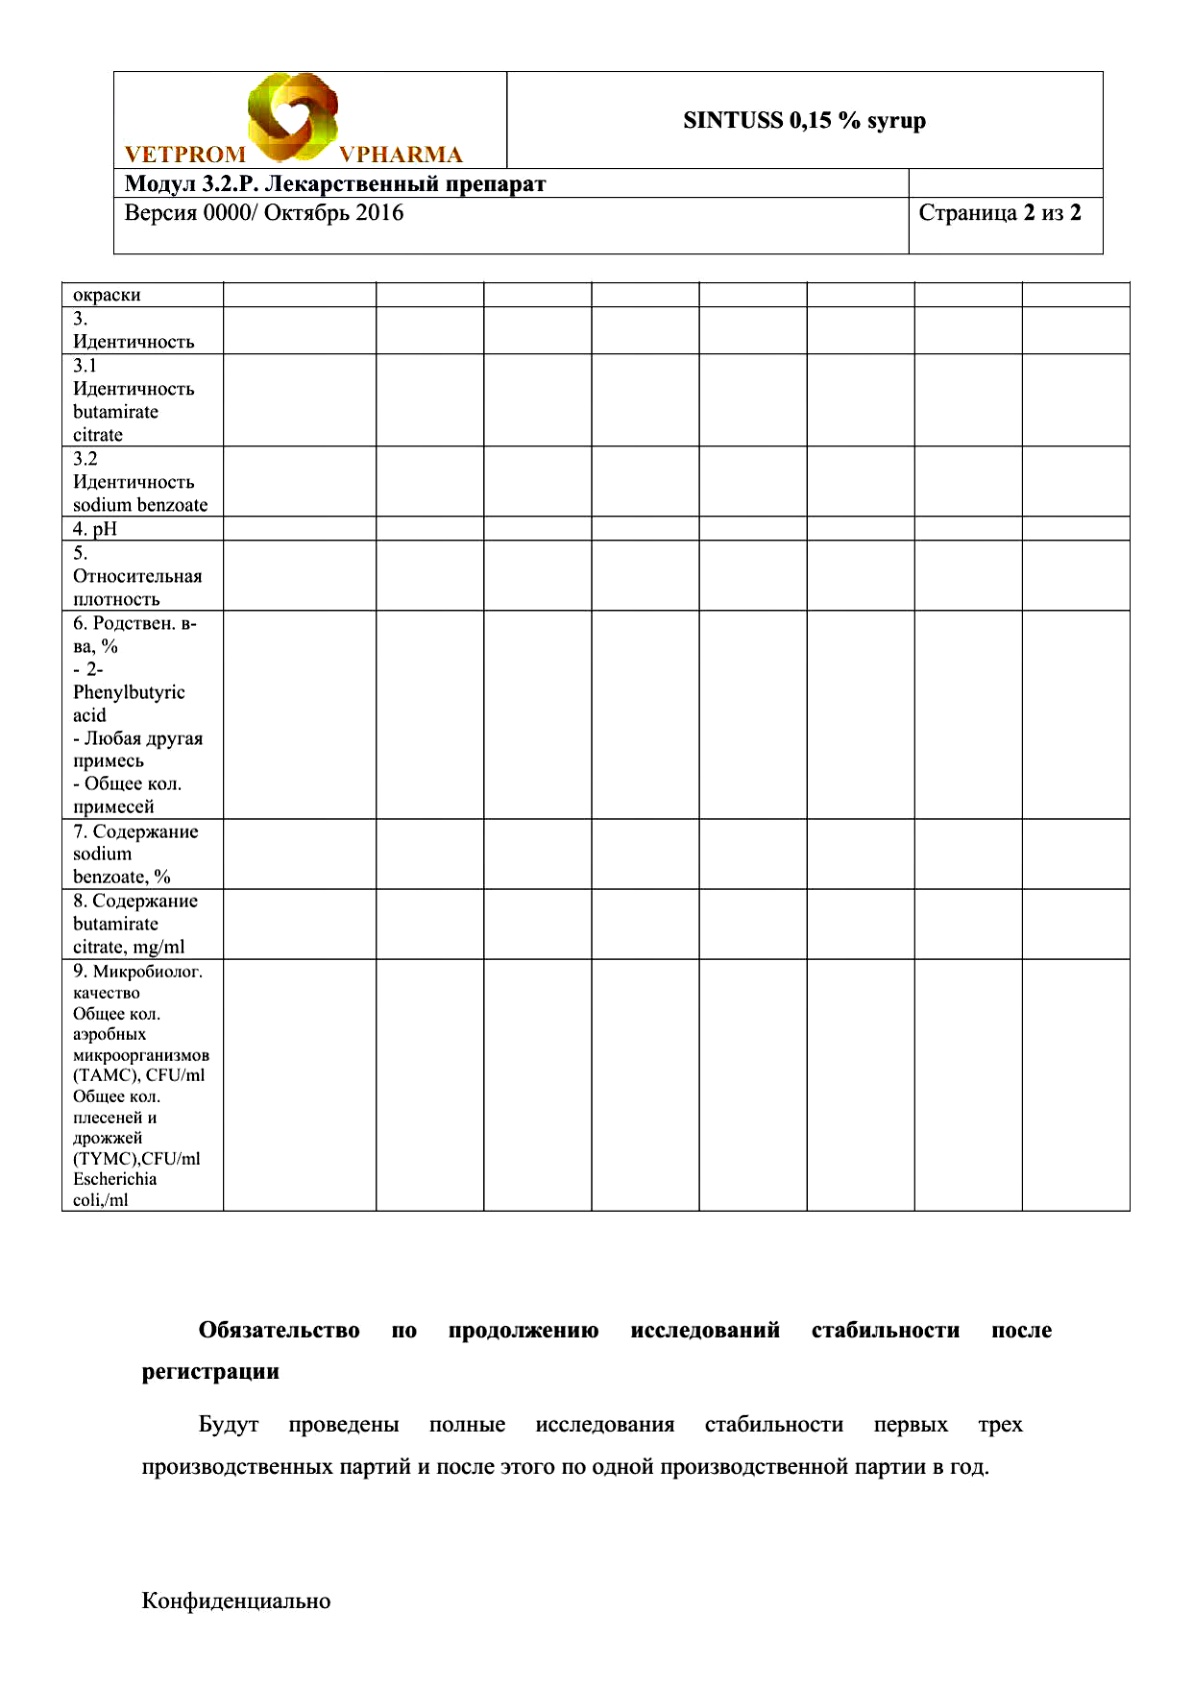 VETPROM VPHARMA
SINTUSS 0,15 % syrup
Модул 3.2.P. Лекарственный препарат
Версия 0000/ Октябрь 2016
Страница 2 из 2
окраски
3.
Идентичность
3.1
Идентичность
butamirate
citrate
3.2
Идентичность
sodium benzoate
4. pH
5.
Относительная
плотность
6. Родствен. в-
ва, %
- 2-
Phenylbutyric
acid
- Любая другая
примесь
- Общее кол.
примесей
7. Содержание
sodium
benzoate, %
8. Содержание
butamirate
citrate, mg/ml
9. Микробиолог.
качество
Общее кол.
аэробных
микроорганизмов
(TAMC), CFU/ml
Общее кол.
плесеней и
дрожжей
(TYMC),CFU/ml
Escherichia
coli,/ml
Обязательство по продолжению исследований стабильности после
регистрации
Будут проведены полные исследования стабильности первых трех
производственных партий и после этого по одной производственной партии в год.
Конфиденциально